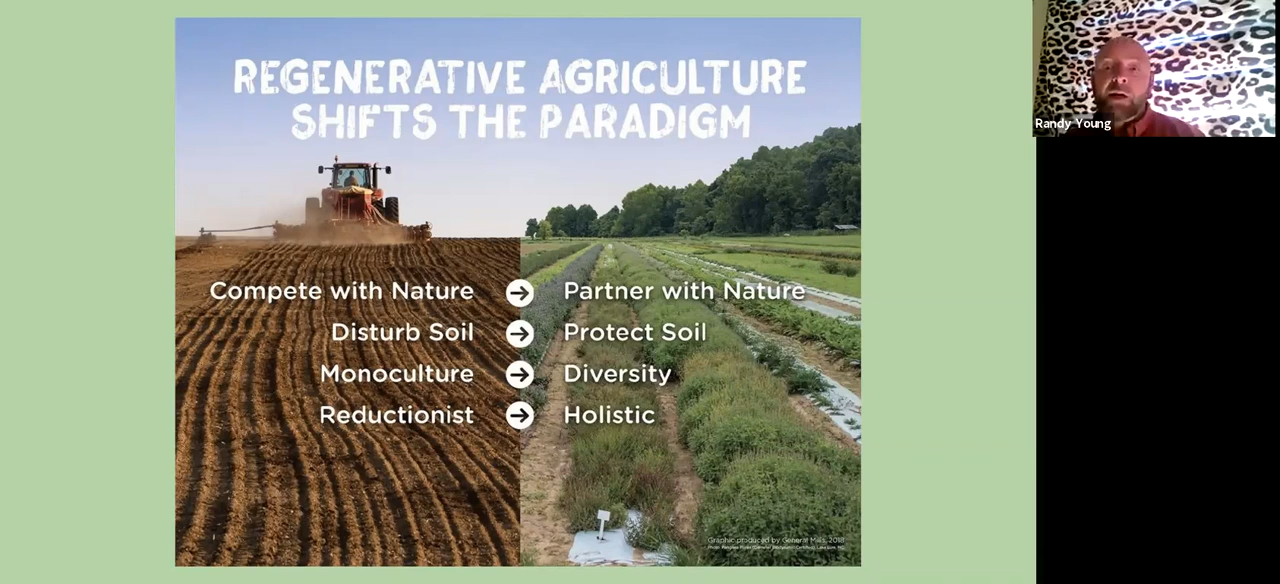 REGENERATIVE AGRICULTURE
SHIFTS THE PARADIGM
Compete with Nature → Partner with Nature
Disturb Soil → Protect Soil
Monoculture → Diversity
Reductionist → Holistic
Graphic produced by General Mills, 2018
Randy Young